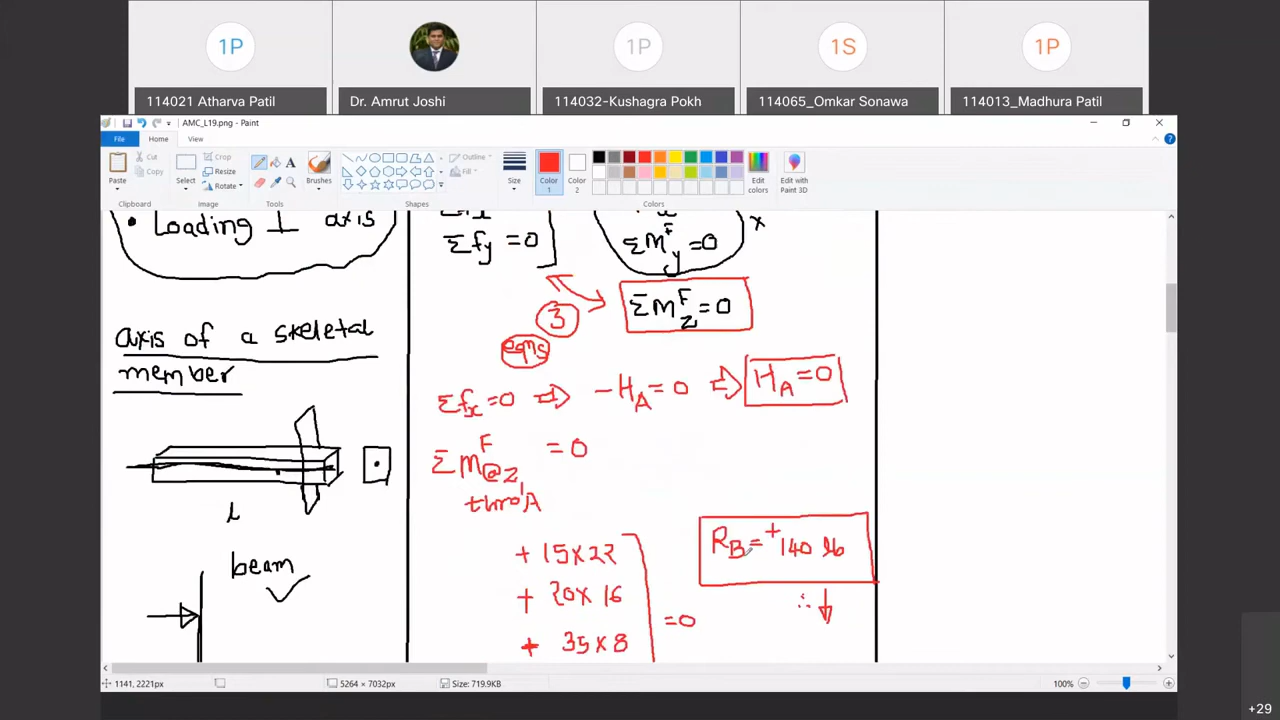 1P
1P
1S
1P
114021 Atharva Patil
Dr. Amrut Joshi
114032-Kushagra Pokh
114065_Omkar Sonawa
114013_Madhura Patil
AMC_L19.png - Paint
File
Home
View
Paste
Cut
Copy
Clipboard
Select
Crop
Resize
Rotate
Image
A
Tools
Brushes
Outline
Fill
Shapes
Size
Color 1
Color 2
Edit colors
Edit with Paint 3D
Colors
• Loading ⊥ axis
Σfy = 0
ΣM^F_y = 0
x
ΣM^F_z = 0
3
eqns
axis of a skeletal
member
Σfx = 0 ⇒ -H_A = 0 ⇒ H_A = 0
ΣM^F_@z' = 0
thro' A
L
beam
+ 15 x 22
+ 20 x 16
+ 35 x 8
= 0
R_B = +140 lb
∴ ↓
1141, 2221px
5264 × 7032px
Size: 719.9KB
100%
+29